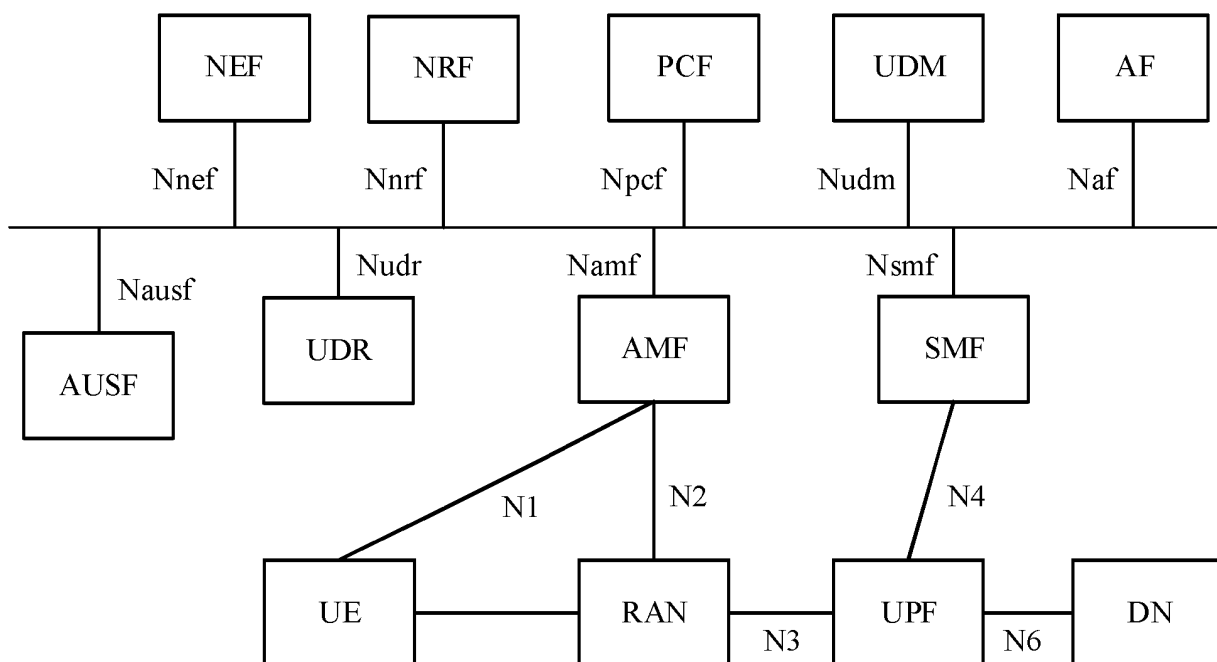 NEF
NRF
PCF
UDM
AF
Nnef
Nnrf
Npcf
Nudm
Naf
Nausf
Nudr
Namf
Nsmf
AUSF
UDR
AMF
SMF
N1
N2
N4
UE
RAN
UPF
DN
N3
N6